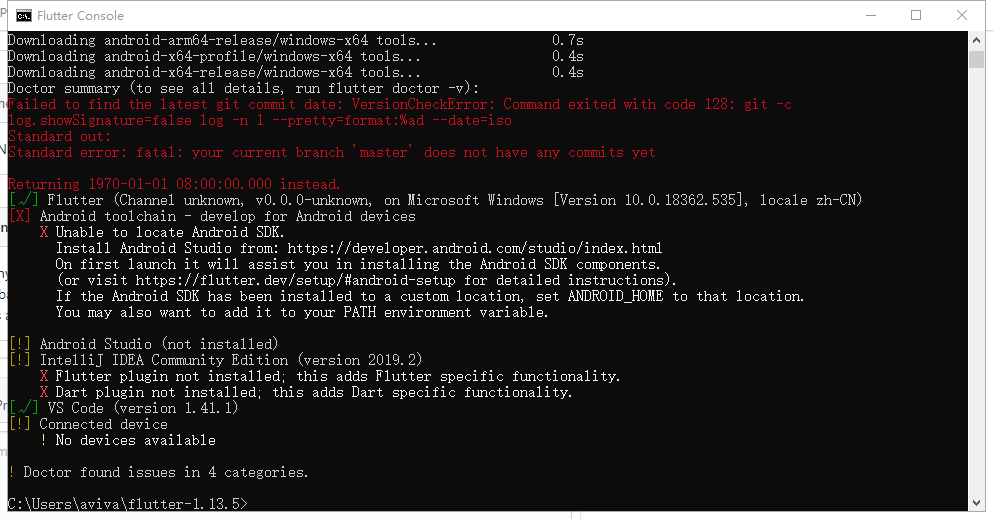 Flutter Console
Downloading android-arm64-release/windows-x64 tools... 0.7s
Downloading android-x64-profile/windows-x64 tools... 0.4s
Downloading android-x64-release/windows-x64 tools... 0.4s
Doctor summary (to see all details, run flutter doctor -v):
Failed to find the latest git commit date: VersionCheckError: Command exited with code 128: git -c
log.showSignature=false log -n 1 --pretty=format:%ad --date=iso
Standard out:
Standard error: fatal: your current branch 'master' does not have any commits yet
Returning 1970-01-01 08:00:00.000 instead.
[√] Flutter (Channel unknown, v0.0.0-unknown, on Microsoft Windows [Version 10.0.18362.535], locale zh-CN)
[X] Android toolchain - develop for Android devices
X Unable to locate Android SDK.
Install Android Studio from: https://developer.android.com/studio/index.html
On first launch it will assist you in installing the Android SDK components.
(or visit https://flutter.dev/setup/#android-setup for detailed instructions).
If the Android SDK has been installed to a custom location, set ANDROID_HOME to that location.
You may also want to add it to your PATH environment variable.
[!] Android Studio (not installed)
[!] IntelliJ IDEA Community Edition (version 2019.2)
X Flutter plugin not installed; this adds Flutter specific functionality.
X Dart plugin not installed; this adds Dart specific functionality.
[√] VS Code (version 1.41.1)
[!] Connected device
! No devices available
! Doctor found issues in 4 categories.
C:\Users\aviva\flutter-1.13.5>